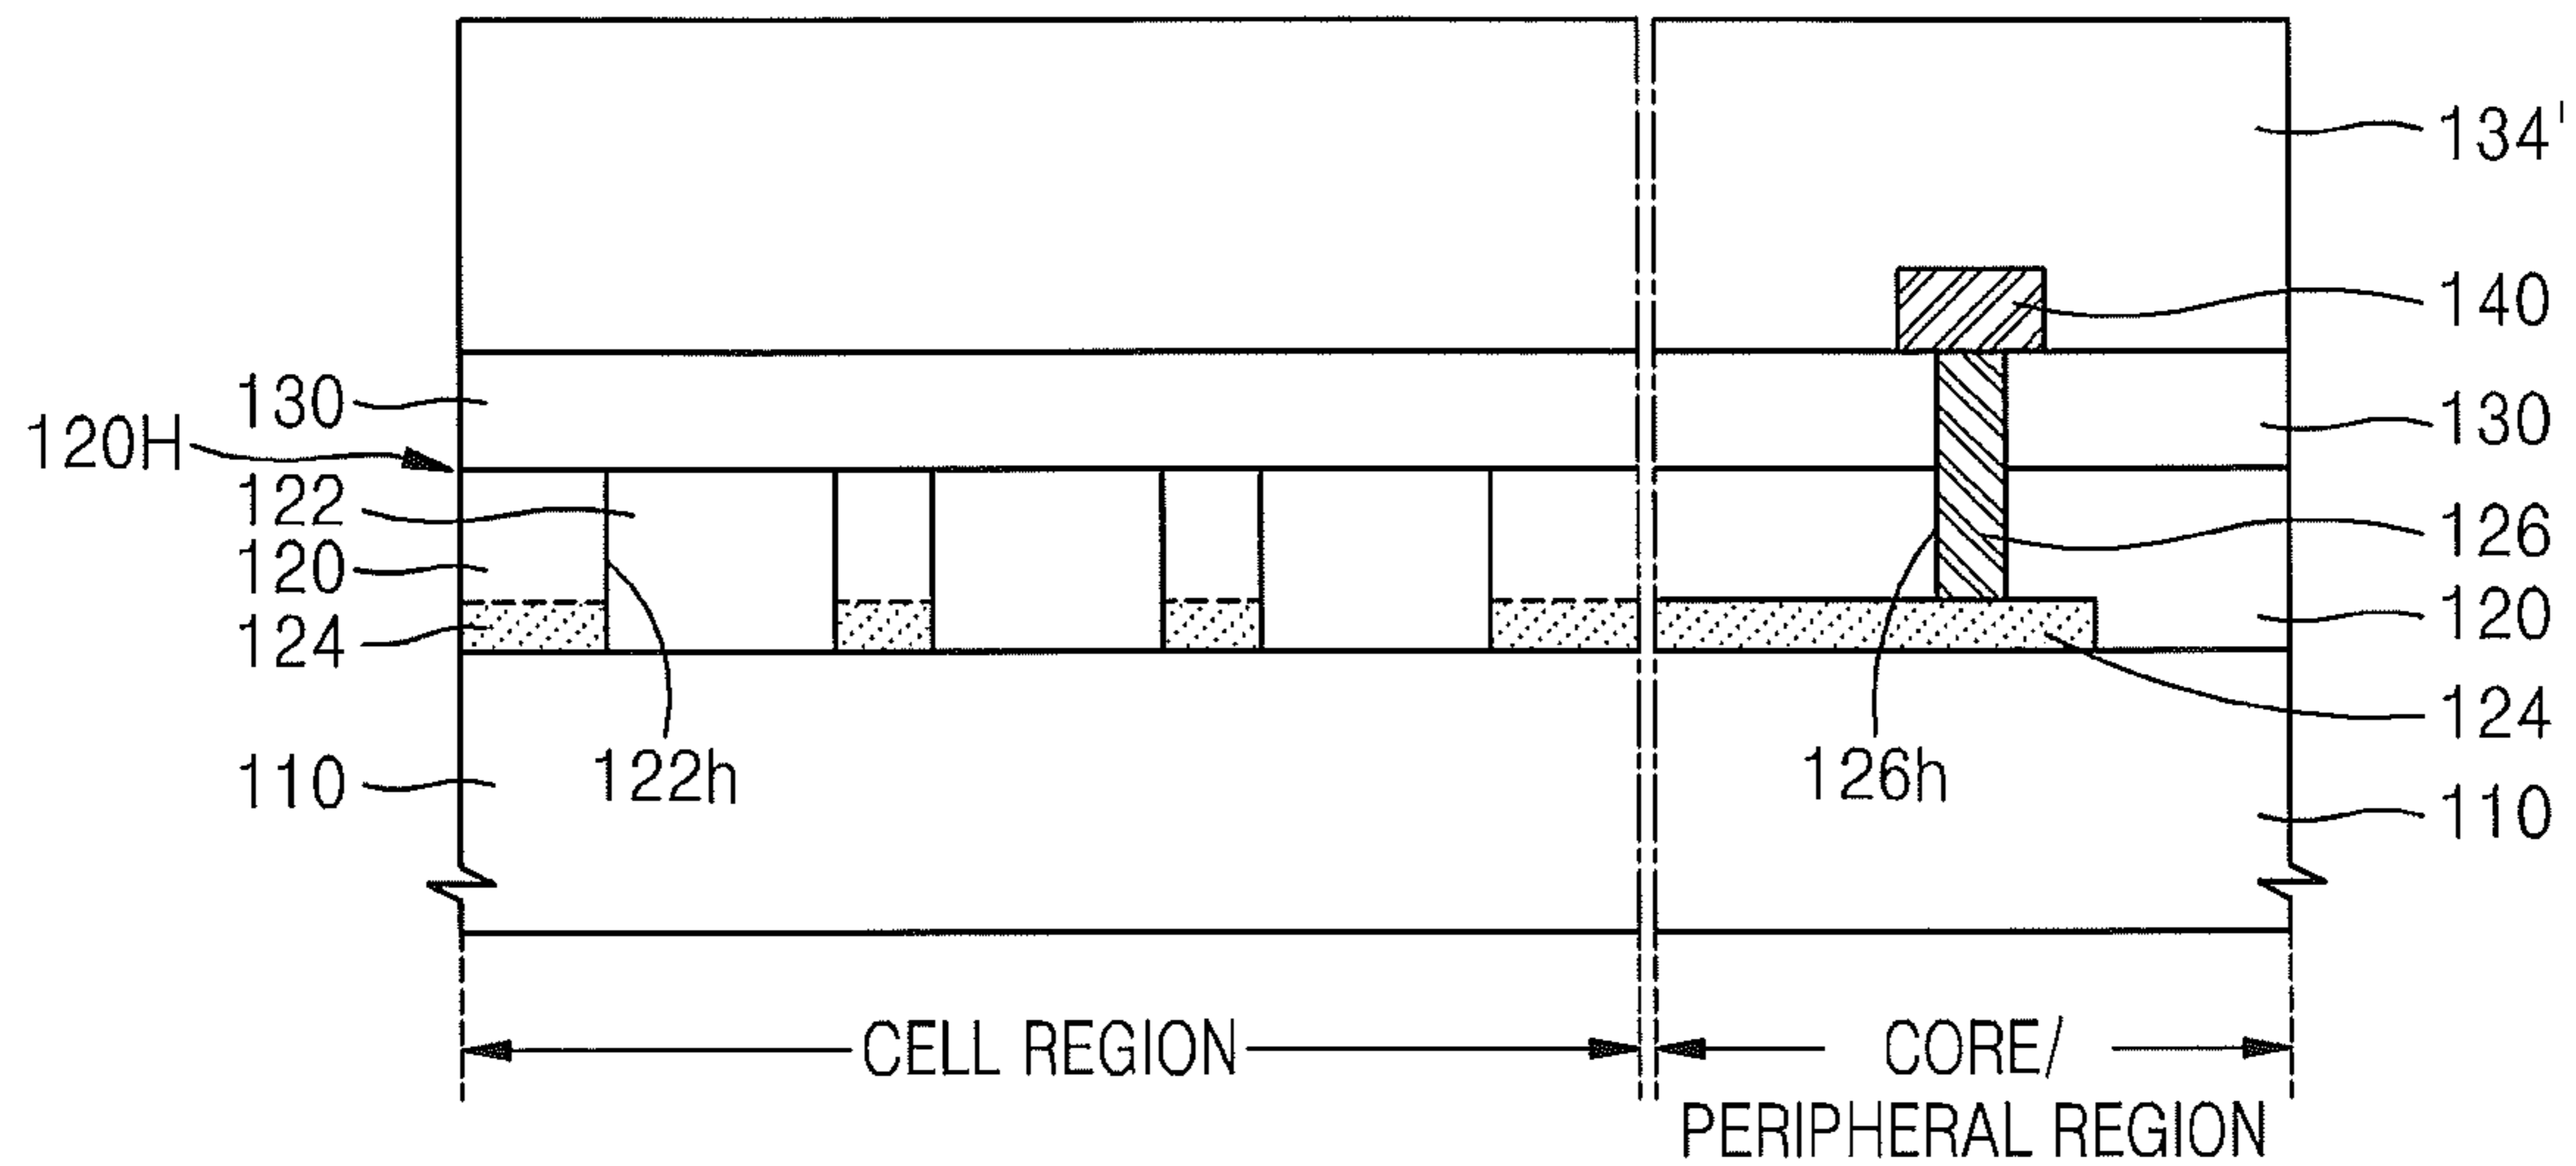 134'
140
130
130
120H
122
126
120
120
124
124
122h
126h
110
110
CELL REGION
CORE/
PERIPHERAL REGION